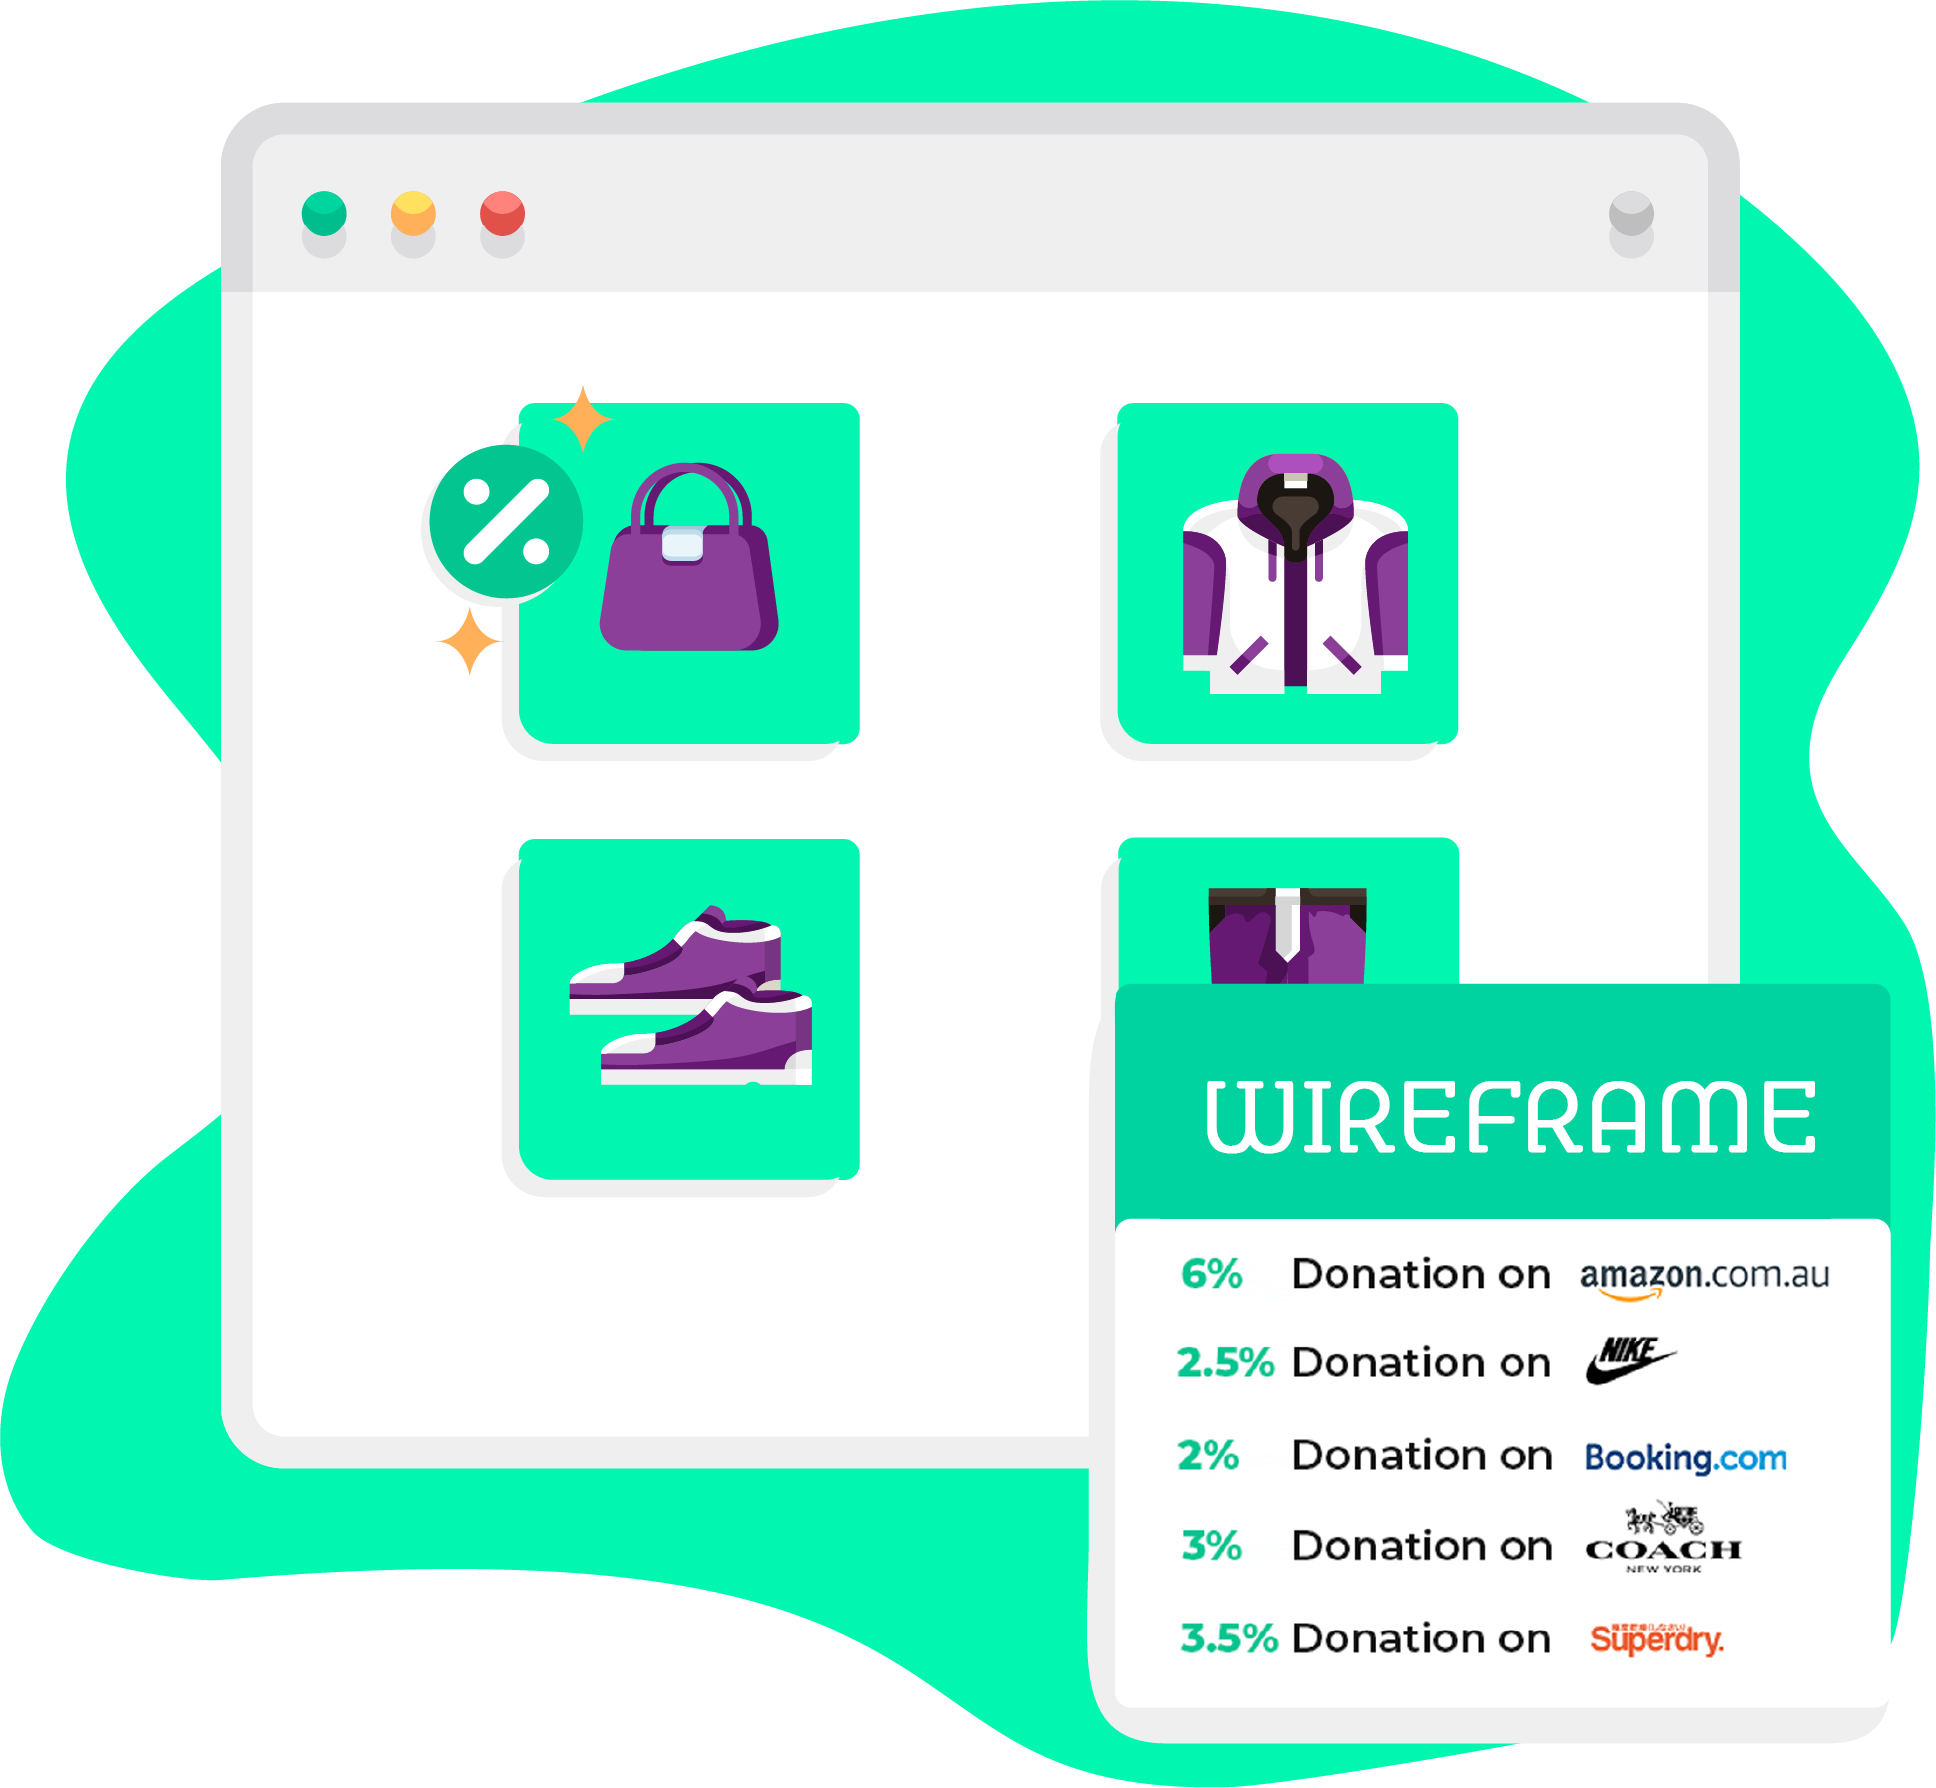 WIREFRAME
6% Donation on amazon.com.au
2.5% Donation on NIKE
2% Donation on Booking.com
3% Donation on COACH
NEW YORK
3.5% Donation on Superdry.